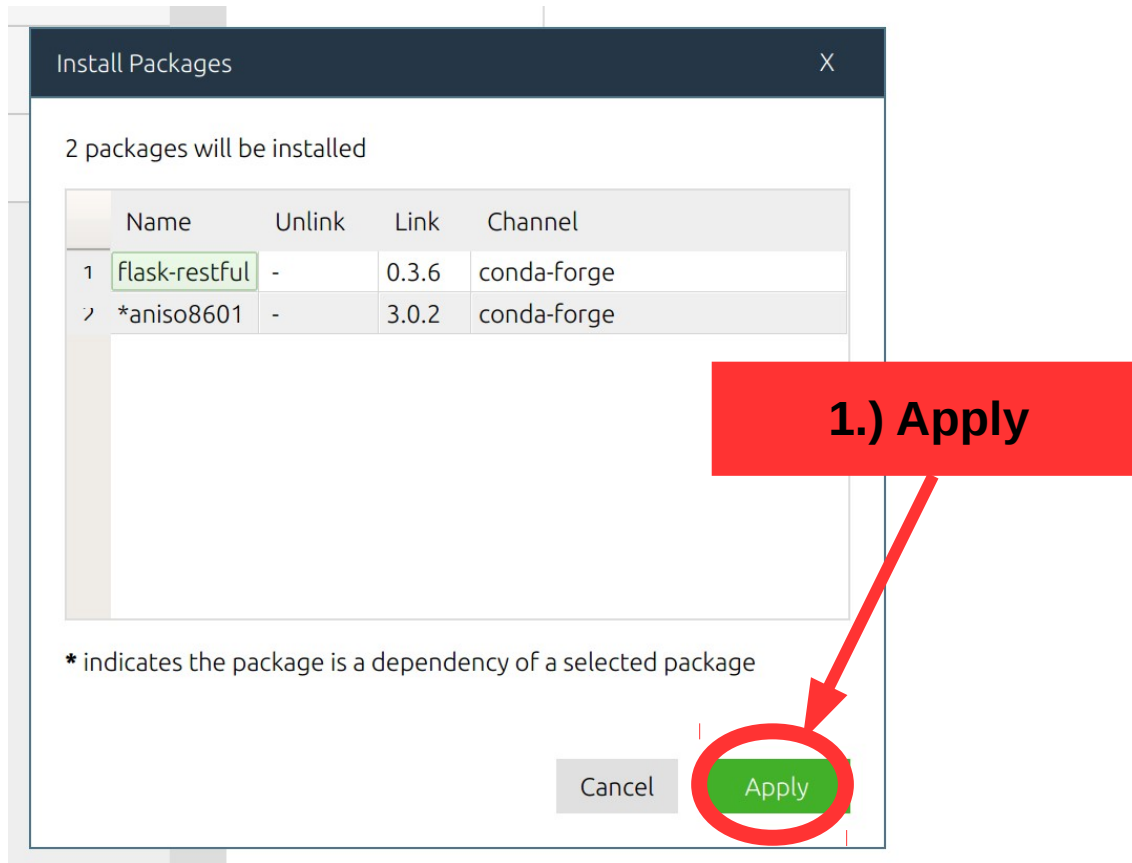 Install Packages X
2 packages will be installed
Name Unlink Link Channel
1 flask-restful - 0.3.6 conda-forge
2 *aniso8601 - 3.0.2 conda-forge
1.) Apply
* indicates the package is a dependency of a selected package
Cancel Apply